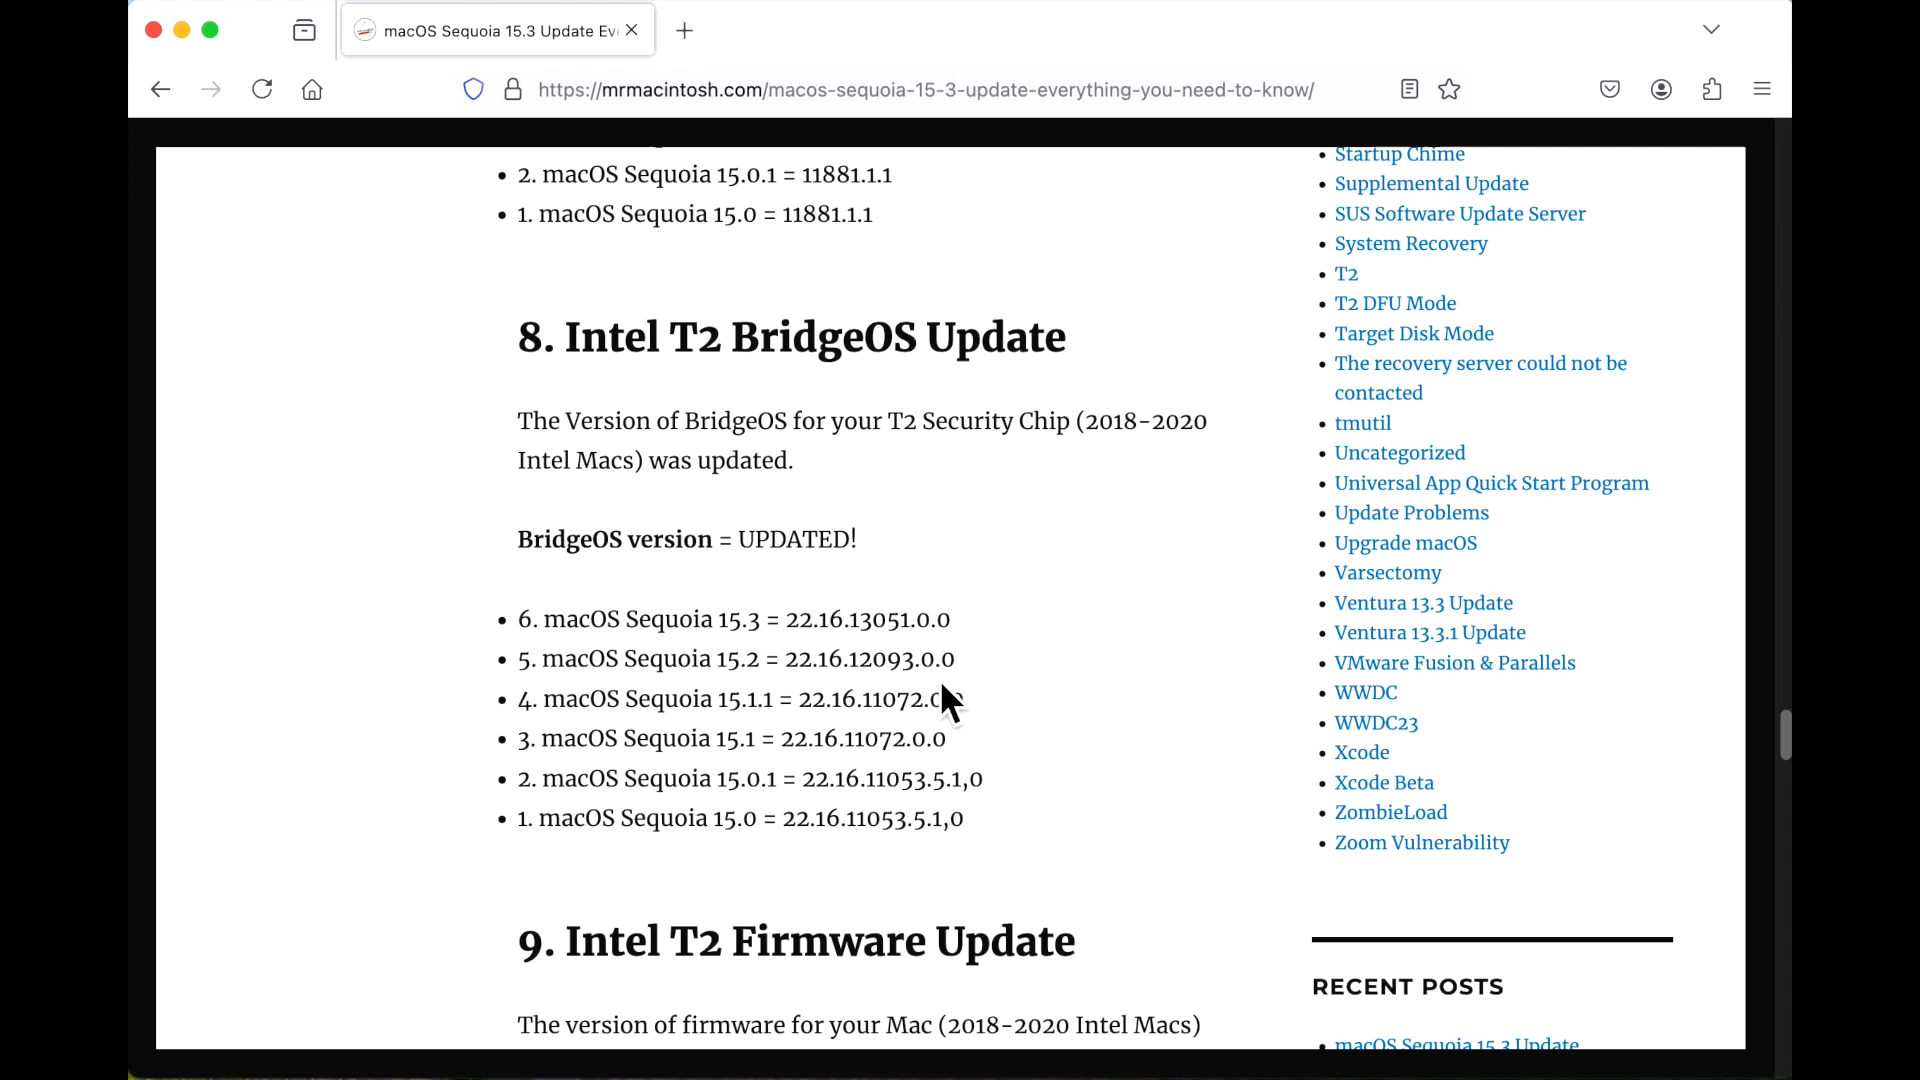 macOS Sequoia 15.3 Update Ev
https://mrmacintosh.com/macos-sequoia-15-3-update-everything-you-need-to-know/
2. macOS Sequoia 15.0.1 = 11881.1.1
1. macOS Sequoia 15.0 = 11881.1.1
8. Intel T2 BridgeOS Update
The Version of BridgeOS for your T2 Security Chip (2018-2020
Intel Macs) was updated.
BridgeOS version = UPDATED!
6. macOS Sequoia 15.3 = 22.16.13051.0.0
5. macOS Sequoia 15.2 = 22.16.12093.0.0
4. macOS Sequoia 15.1.1 = 22.16.11072.0
3. macOS Sequoia 15.1 = 22.16.11072.0.0
2. macOS Sequoia 15.0.1 = 22.16.11053.5.1,0
1. macOS Sequoia 15.0 = 22.16.11053.5.1,0
9. Intel T2 Firmware Update
The version of firmware for your Mac (2018-2020 Intel Macs)
Startup Chime
Supplemental Update
SUS Software Update Server
System Recovery
T2
T2 DFU Mode
Target Disk Mode
The recovery server could not be
contacted
tmutil
Uncategorized
Universal App Quick Start Program
Update Problems
Upgrade macOS
Varsectomy
Ventura 13.3 Update
Ventura 13.3.1 Update
VMware Fusion & Parallels
WWDC
WWDC23
Xcode
Xcode Beta
ZombieLoad
Zoom Vulnerability
RECENT POSTS
macOS Sequoia 15.3 Update